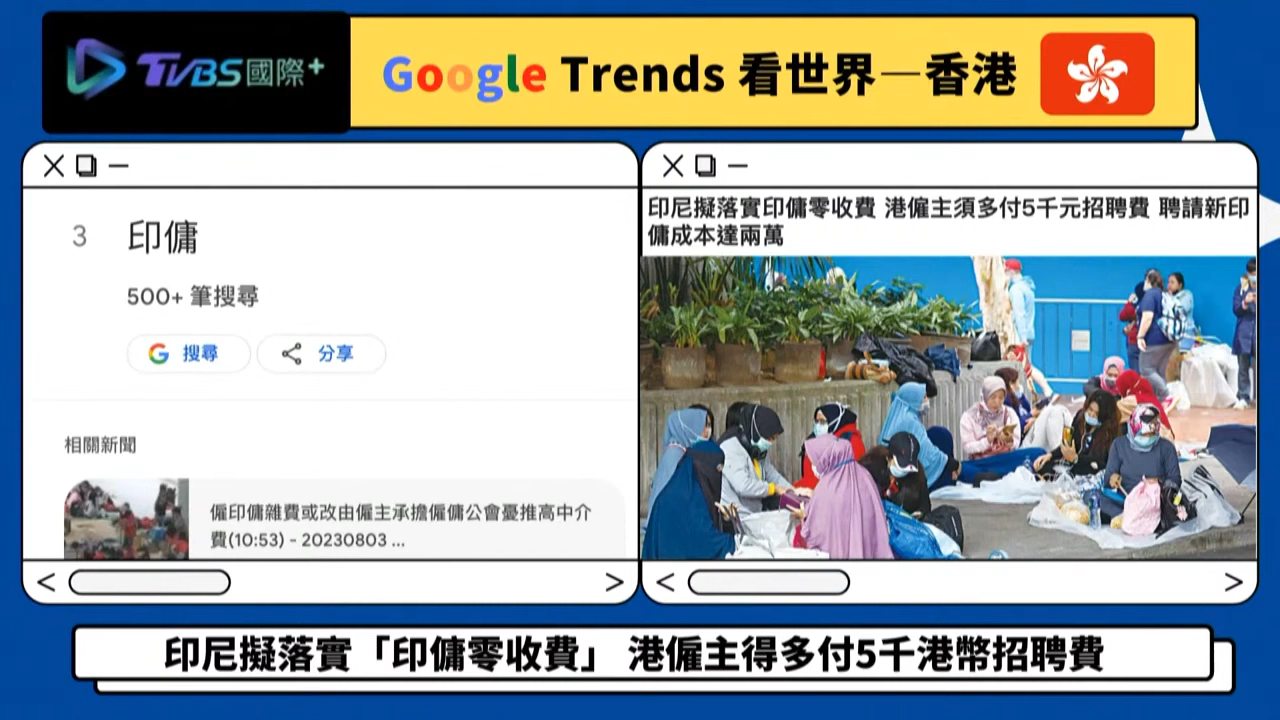 TVBS國際+
Google Trends 看世界—香港
3 印傭
500+ 筆搜尋
G 搜尋 分享
相關新聞
僱印傭雜費或改由僱主承擔僱傭公會憂推高中介
費(10:53) - 20230803 ...
印尼擬落實印傭零收費 港僱主須多付5千元招聘費 聘請新印
傭成本達兩萬
印尼擬落實「印傭零收費」 港僱主得多付5千港幣招聘費